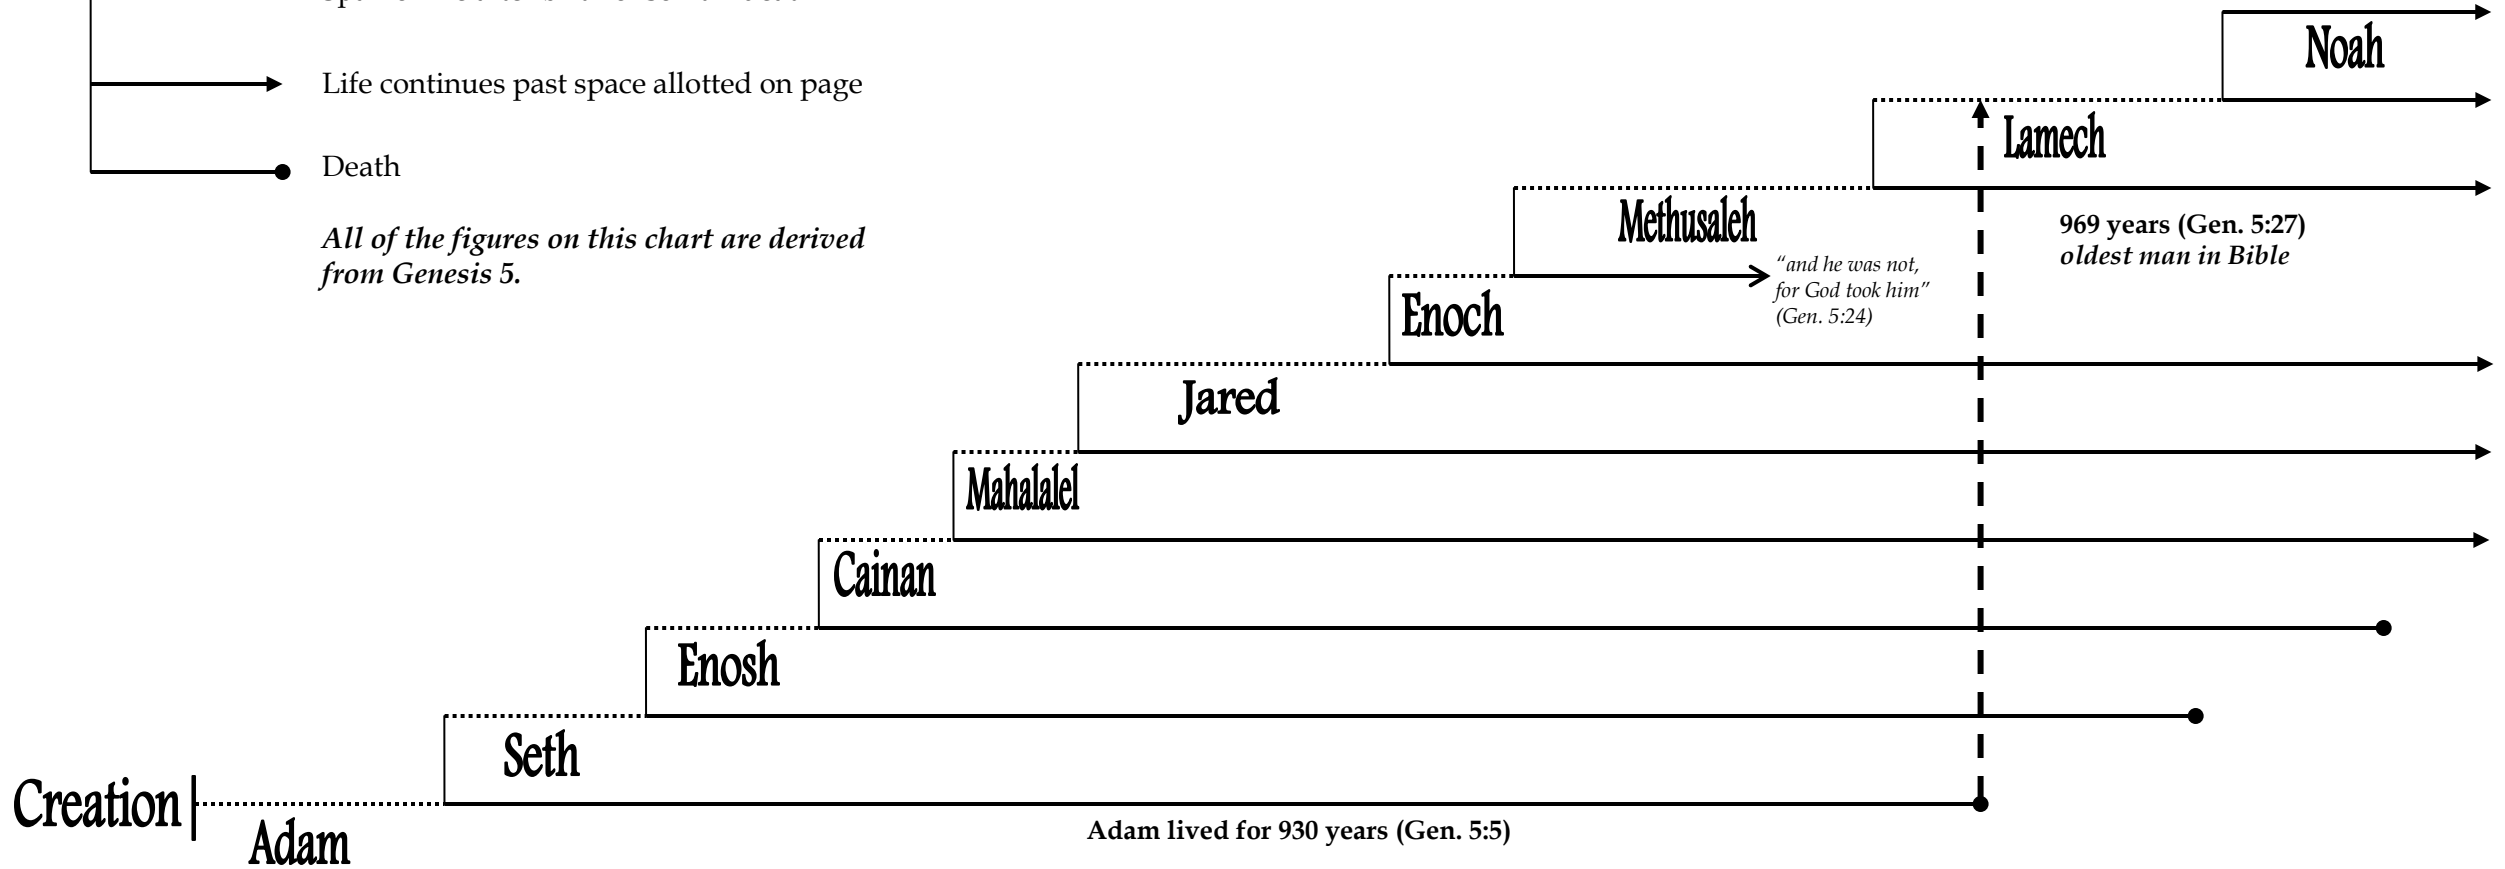 Noah
Life continues past space allotted on page
Lamech
Death
Methusaleh
969 years (Gen. 5:27)
oldest man in Bible
All of the figures on this chart are derived
from Genesis 5.
“and he was not,
for God took him”
(Gen. 5:24)
Enoch
Jared
Mahalalel
Cainan
Enosh
Seth
Creation
Adam
Adam lived for 930 years (Gen. 5:5)